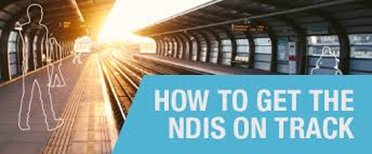 HOW TO GET THE
NDIS ON TRACK